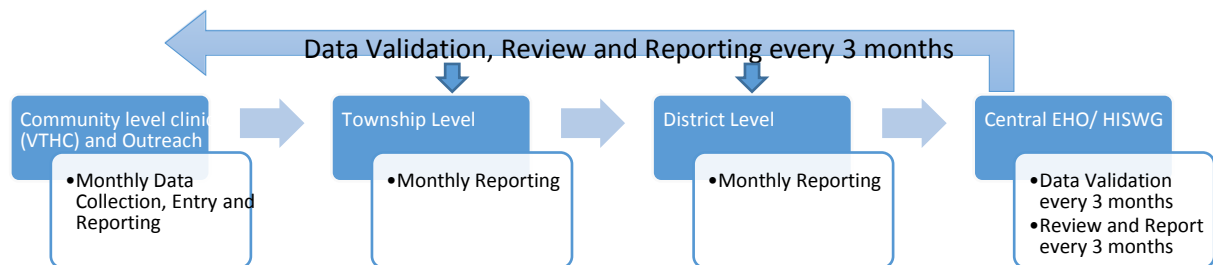 Data Validation, Review and Reporting every 3 months
Community level clinic
(VTHC) and Outreach
•Monthly Data
Collection, Entry and
Reporting
Township Level
•Monthly Reporting
District Level
•Monthly Reporting
Central EHO/ HISWG
•Data Validation
every 3 months
•Review and Report
every 3 months